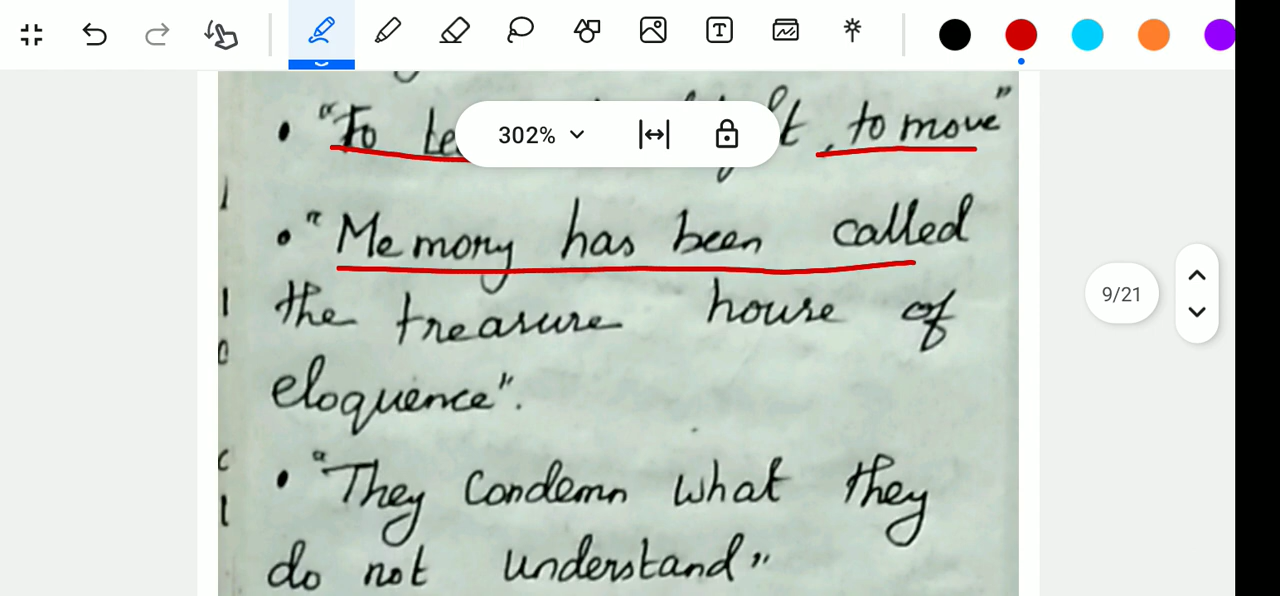 302%
• "To te t, to move"
• "Memory has been called
the treasure house of
eloquence".
• "They condemn what they
do not understand"
9/21